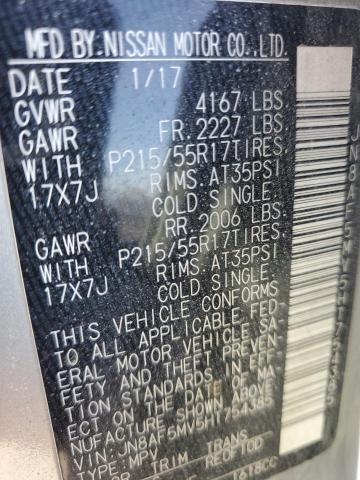 MFD BY. NISSAN MOTOR CO., LTD.
DATE 1/17
GVWR 4167 LBS
GAWR FR. 2227 LBS
WITH P215/55R17TIRES
17X7J RIMS. AT35PSI
COLD SINGLE.
GAWR RR. 2006 LBS
WITH P215/55R17TIRES
17X7J RIMS. AT35PSI
COLD SINGLE.
THIS VEHICLE CONFORMS
TO ALL APPLICABLE FED-
ERAL MOTOR VEHICLE SA-
FETY AND THEFT PREVEN-
TION STANDARDS IN EFF-
ECT ON THE DATE OF MA-
NUFACTURE SHOWN ABOVE
VIN: JN8AF5MV5HT754385
TYPE: MPV
TRIM TRANS
1618CC